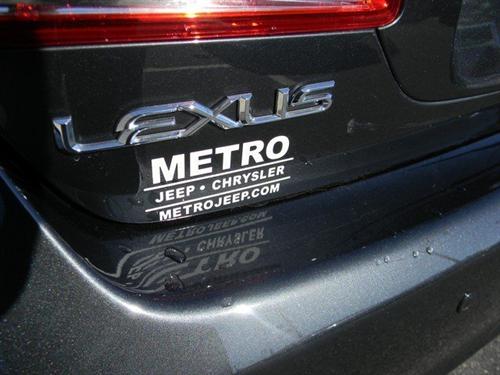 LEXUS
METRO
JEEP • CHRYSLER
METROJEEP.COM